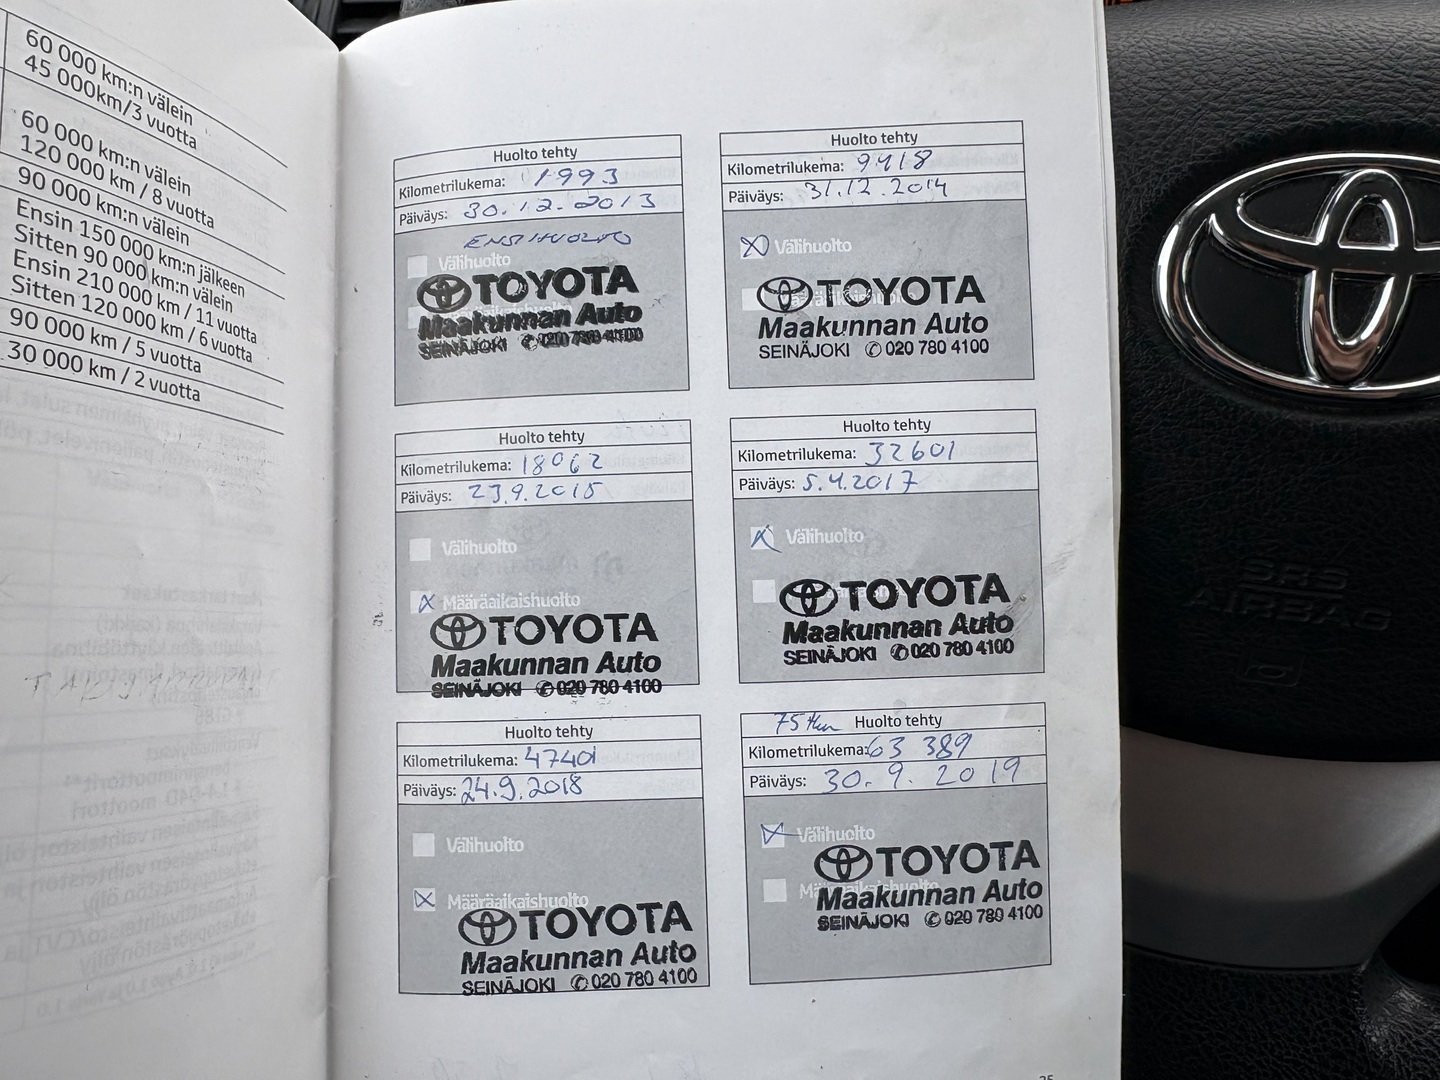 60 000 km:n välein
45 000km/3 vuotta
60 000 km:n välein
120 000 km / 8 vuotta
90 000 km:n välein
Ensin 150 000 km:n jälkeen
Sitten 90 000 km:n välein
Ensin 210 000 km / 11 vuotta
Sitten 120 000 km / 6 vuotta
90 000 km / 5 vuotta
30 000 km / 2 vuotta
Huolto tehty
Kilometrilukema: 1993
Päiväys: 30.12.2013
ENSIHUOLTO
Välihuolto
TOYOTA
Maakunnan Auto
SEINÄJOKI 020 780 4100
Huolto tehty
Kilometrilukema: 9418
Päiväys: 31.12.2014
Välihuolto
TOYOTA
Maakunnan Auto
SEINÄJOKI 020 780 4100
Huolto tehty
Kilometrilukema: 18062
Päiväys: 23.9.2015
Välihuolto
Määräaikaishuolto
TOYOTA
Maakunnan Auto
SEINÄJOKI 020 780 4100
Huolto tehty
Kilometrilukema: 32601
Päiväys: 5.4.2017
Välihuolto
TOYOTA
Maakunnan Auto
SEINÄJOKI 020 780 4100
Huolto tehty
Kilometrilukema: 47401
Päiväys: 24.9.2018
Välihuolto
Määräaikaishuolto
TOYOTA
Maakunnan Auto
SEINÄJOKI 020 780 4100
75tkm Huolto tehty
Kilometrilukema: 63 389
Päiväys: 30.9.2019
Välihuolto
Määräaikaishuolto
TOYOTA
Maakunnan Auto
SEINÄJOKI 020 780 4100
SRS
AIRBAG